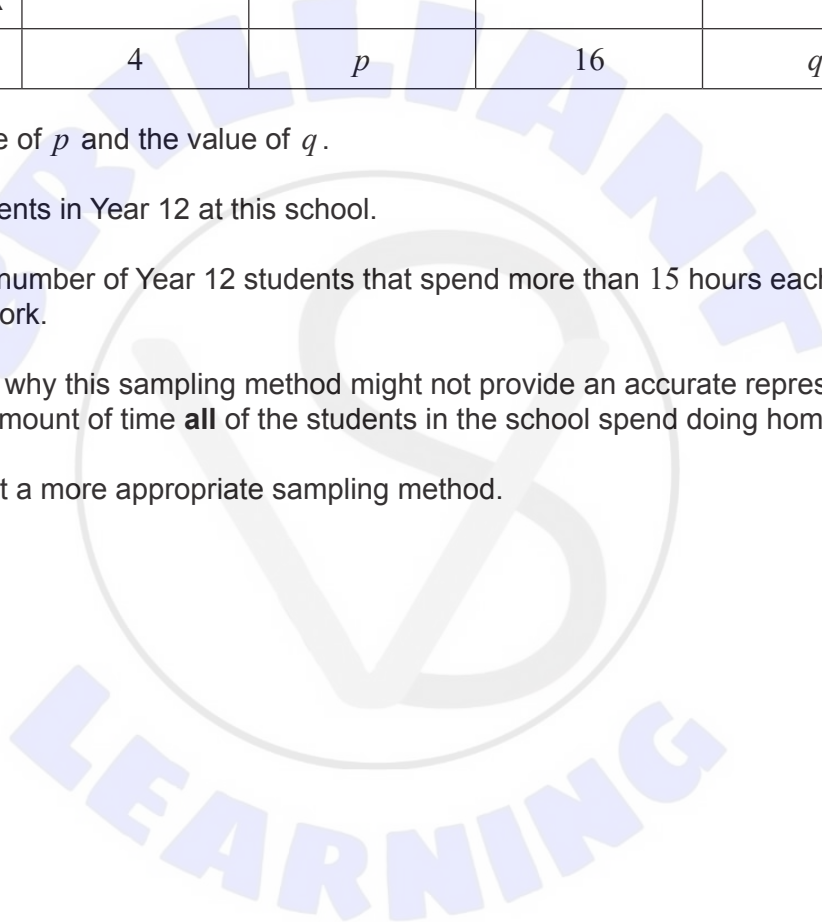 4 p 16 q
e of p and the value of q.
ents in Year 12 at this school.
number of Year 12 students that spend more than 15 hours each
ork.
why this sampling method might not provide an accurate repres
mount of time all of the students in the school spend doing hom
t a more appropriate sampling method.
BRILLIANT
VS
LEARNING